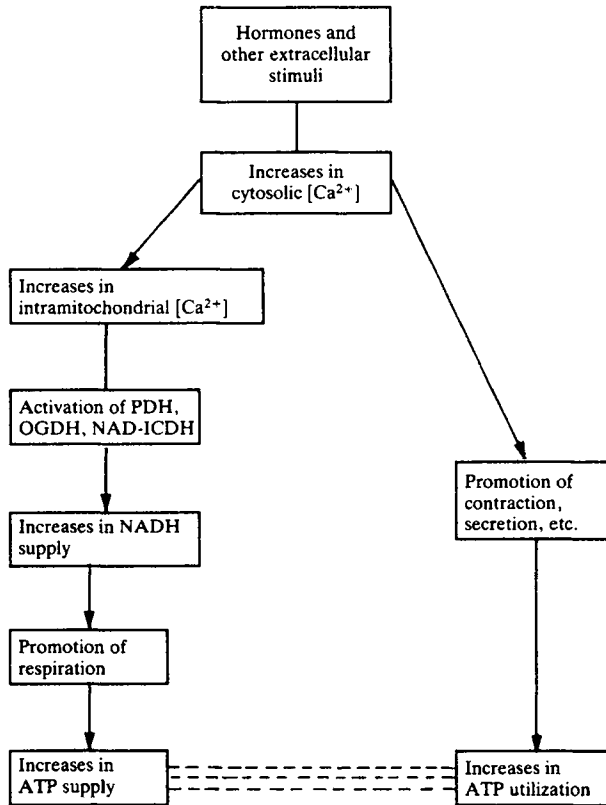 Hormones and
other extracellular
stimuli
Increases in
cytosolic [Ca²⁺]
Increases in
intramitochondrial [Ca²⁺]
Activation of PDH,
OGDH, NAD-ICDH
Increases in NADH
supply
Promotion of
respiration
Increases in
ATP supply
Promotion of
contraction,
secretion, etc.
Increases in
ATP utilization